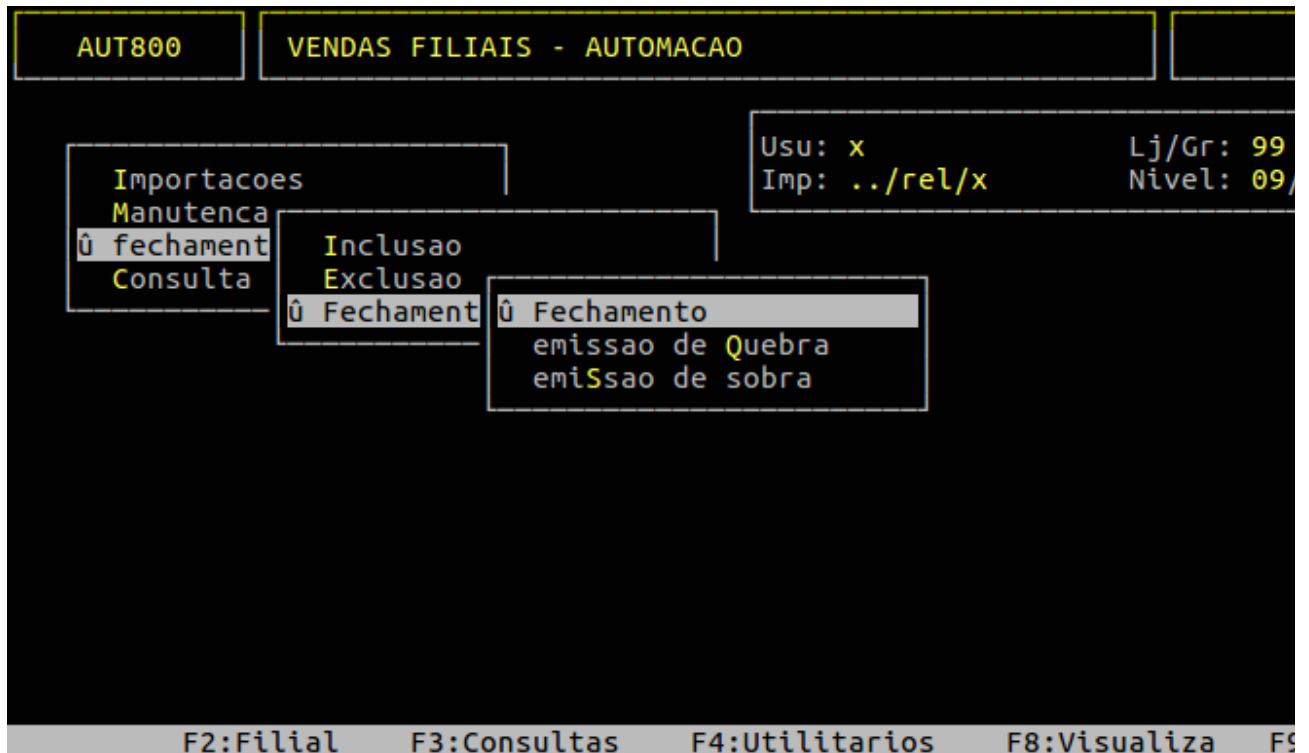 AUT800 VENDAS FILIAIS - AUTOMACAO
Usu: x Lj/Gr: 99
Imp: ../rel/x Nivel: 09/
Importacoes
Manutenca
û fechament
Consulta
Inclusao
Exclusao
û Fechament
û Fechamento
emissao de Quebra
emiSsao de sobra
F2:Filial F3:Consultas F4:Utilitarios F8:Visualiza F9